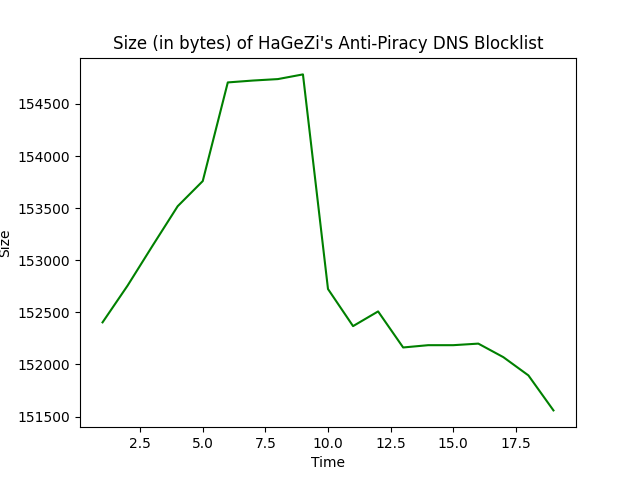 Size (in bytes) of HaGeZi's Anti-Piracy DNS Blocklist
154500
154000
153500
153000
152500
152000
151500
Size
2.5 5.0 7.5 10.0 12.5 15.0 17.5
Time